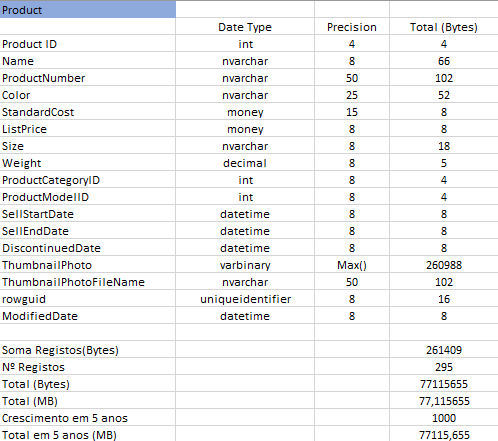 Product
Date Type Precision Total (Bytes)
Product ID int 4 4
Name nvarchar 8 66
ProductNumber nvarchar 50 102
Color nvarchar 25 52
StandardCost money 15 8
ListPrice money 8 8
Size nvarchar 8 18
Weight decimal 8 5
ProductCategoryID int 8 4
ProductModelID int 8 4
SellStartDate datetime 8 8
SellEndDate datetime 8 8
DiscontinuedDate datetime 8 8
ThumbnailPhoto varbinary Max() 260988
ThumbnailPhotoFileName nvarchar 50 102
rowguid uniqueidentifier 8 16
ModifiedDate datetime 8 8
Soma Registos(Bytes) 261409
Nº Registos 295
Total (Bytes) 77115655
Total (MB) 77,115655
Crescimento em 5 anos 1000
Total em 5 anos (MB) 77115,655